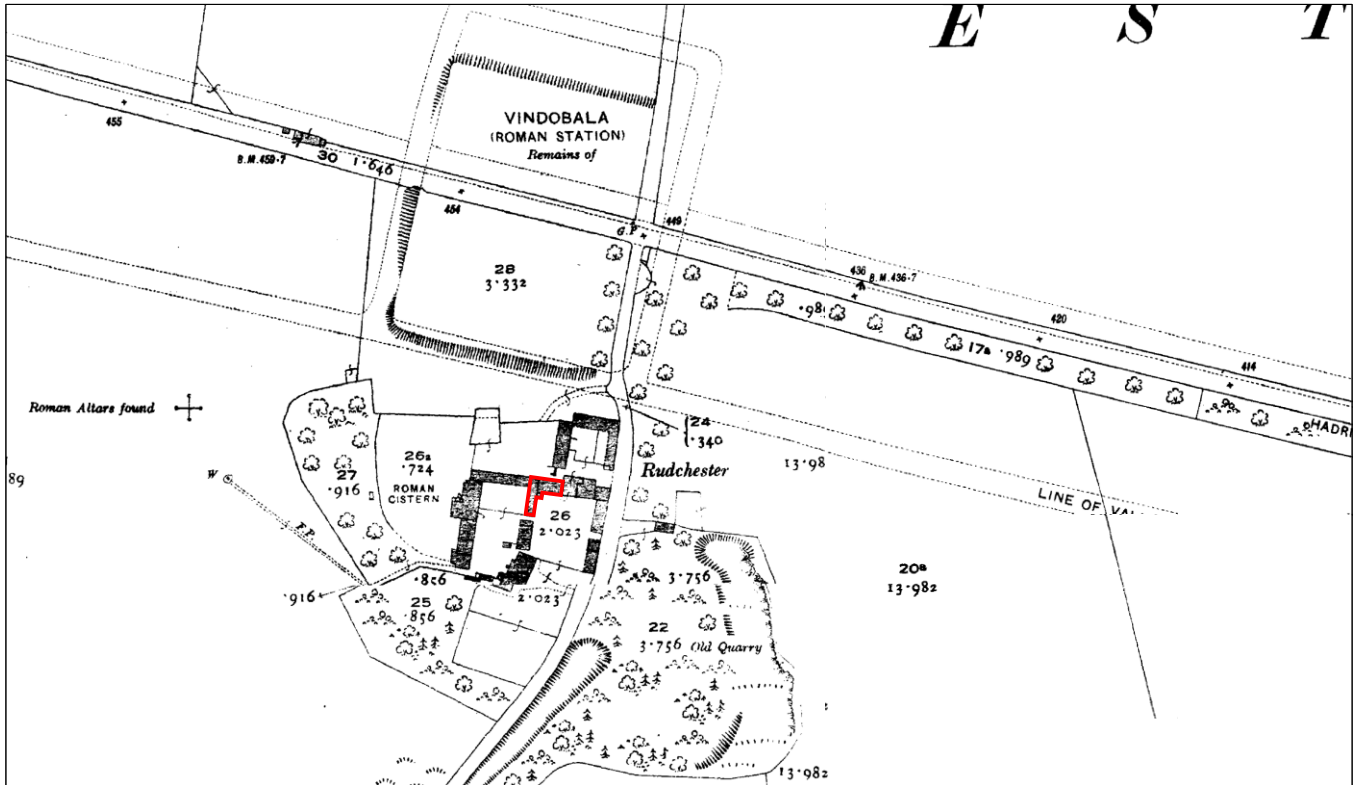 E S T
VINDOBALA
(ROMAN STATION)
Remains of
455
B.M.459·7
30 1·646
454
449
G.P
28
3·332
436
B.M.436·7
·981
420
17a ·989
414
HADRI
Roman Altars found
24
·340
Rudchester
13·98
LINE OF VAL
89
W
F.P.
27
·916
26a
·724
ROMAN
CISTERN
26
2·023
20a
13·982
·916
·856
25
·856
2·023
3·756
22
3·756 Old Quarry
13·982